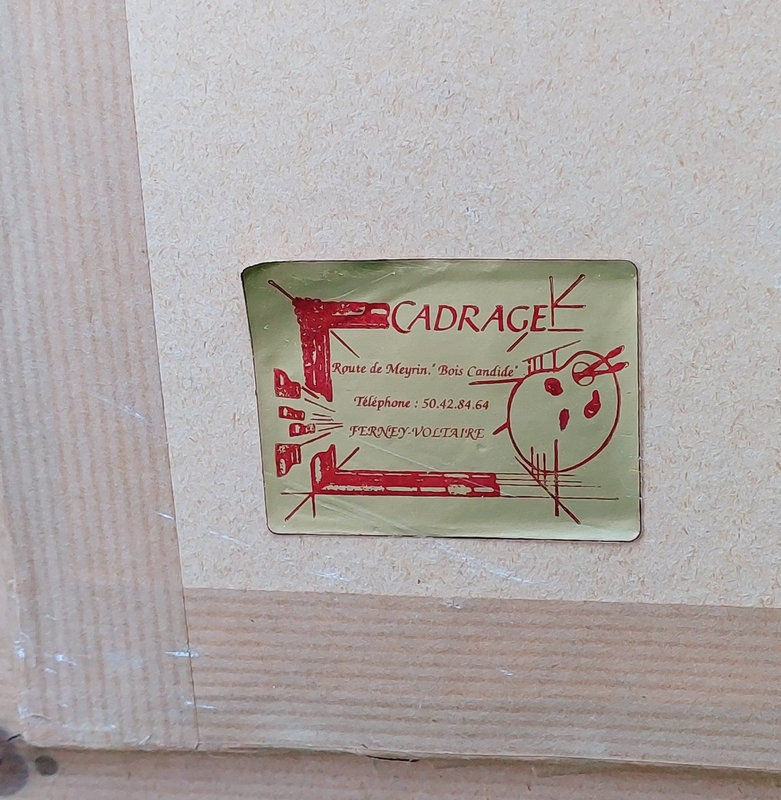 CADRAGE
Route de Meyrin," Bois Candide"
Téléphone : 50.42.84.64
FERNEY-VOLTAIRE